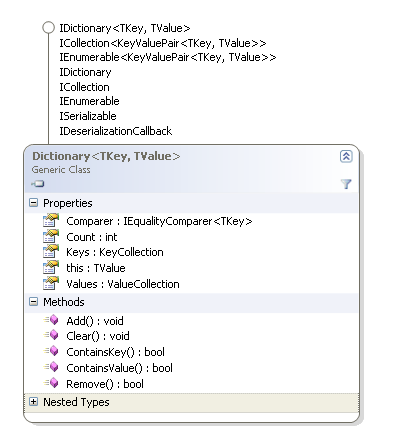 IDictionary<TKey, TValue>
ICollection<KeyValuePair<TKey, TValue>>
IEnumerable<KeyValuePair<TKey, TValue>>
IDictionary
ICollection
IEnumerable
ISerializable
IDeserializationCallback
Dictionary<TKey, TValue>
Generic Class
Properties
Comparer : IEqualityComparer<TKey>
Count : int
Keys : KeyCollection
this : TValue
Values : ValueCollection
Methods
Add() : void
Clear() : void
ContainsKey() : bool
ContainsValue() : bool
Remove() : bool
Nested Types